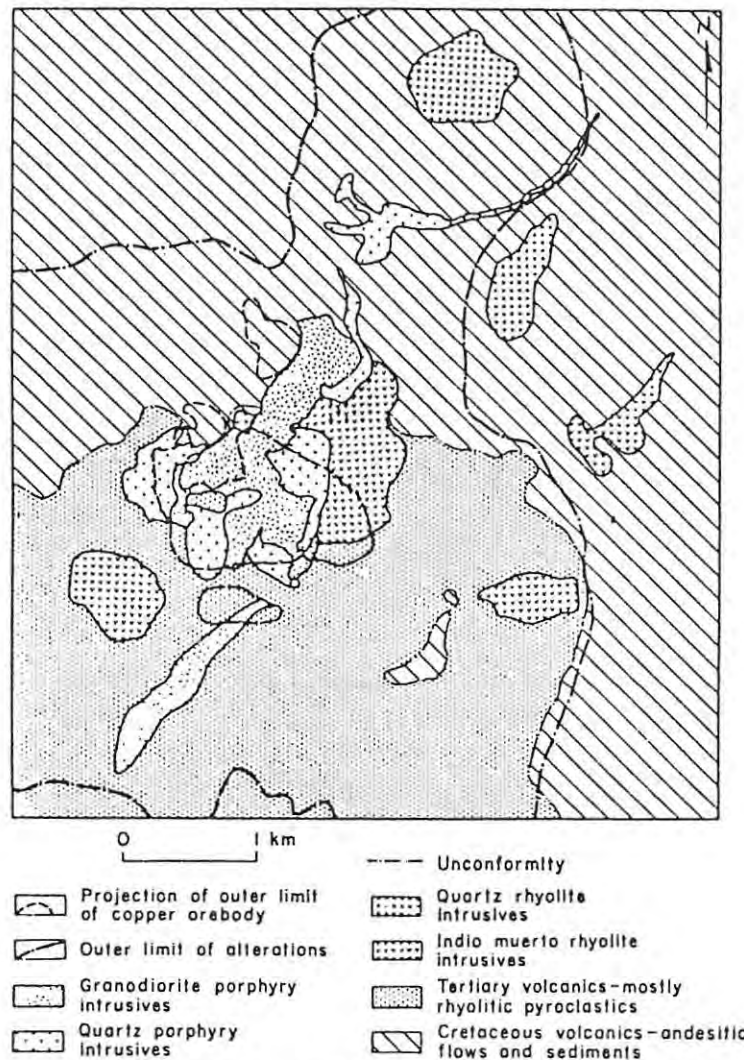 N
0 1 km
Unconformity
Projection of outer limit
of copper orebody
Outer limit of alterations
Granodiorite porphyry
intrusives
Quartz porphyry
Intrusives
Quartz rhyolite
Intrusives
Indio muerto rhyolite
intrusives
Tertiary volcanics-mostly
rhyolitic pyroclastics
Cretaceous volcanics-andesitic
flows and sediments